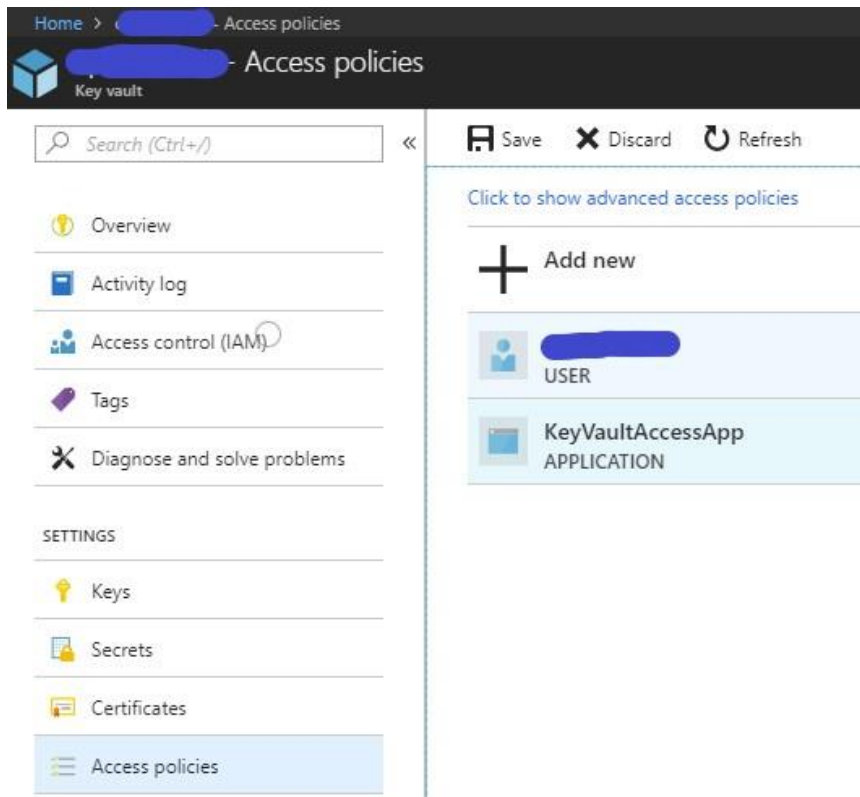 Home > - Access policies
- Access policies
Key vault
Search (Ctrl+/)
«
Save Discard Refresh
Click to show advanced access policies
Overview
Activity log
Access control (IAM)
Tags
Diagnose and solve problems
SETTINGS
Keys
Secrets
Certificates
Access policies
Add new
USER
KeyVaultAccessApp
APPLICATION